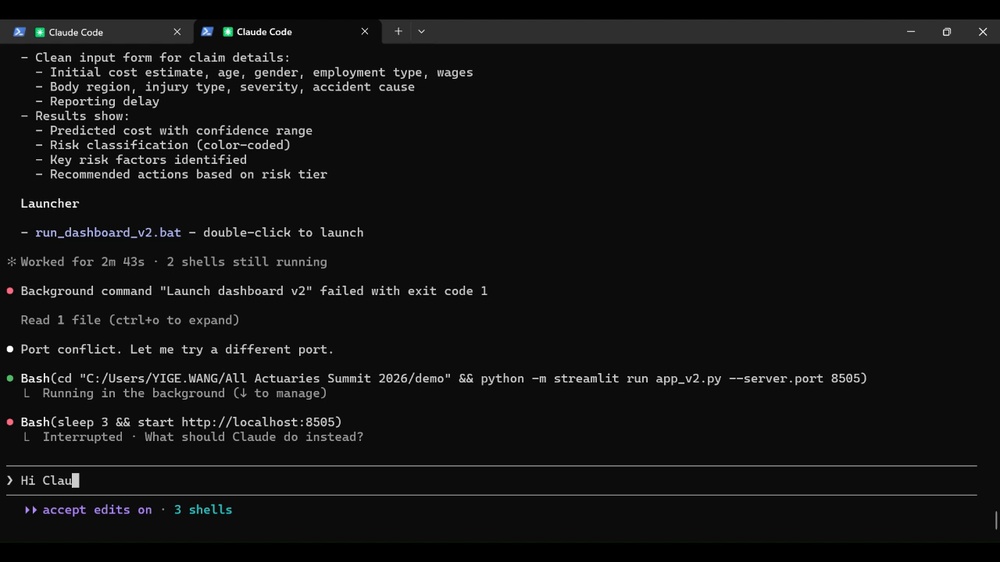 Claude Code
Claude Code
- Clean input form for claim details:
- Initial cost estimate, age, gender, employment type, wages
- Body region, injury type, severity, accident cause
- Reporting delay
- Results show:
- Predicted cost with confidence range
- Risk classification (color-coded)
- Key risk factors identified
- Recommended actions based on risk tier
Launcher
- run_dashboard_v2.bat - double-click to launch
✻ Worked for 2m 43s · 2 shells still running
● Background command "Launch dashboard v2" failed with exit code 1
Read 1 file (ctrl+o to expand)
● Port conflict. Let me try a different port.
● Bash(cd "C:/Users/YIGE.WANG/All Actuaries Summit 2026/demo" && python -m streamlit run app_v2.py --server.port 8505)
└ Running in the background (↓ to manage)
● Bash(sleep 3 && start http://localhost:8505)
└ Interrupted · What should Claude do instead?
❯ Hi Clau
⏵⏵ accept edits on · 3 shells